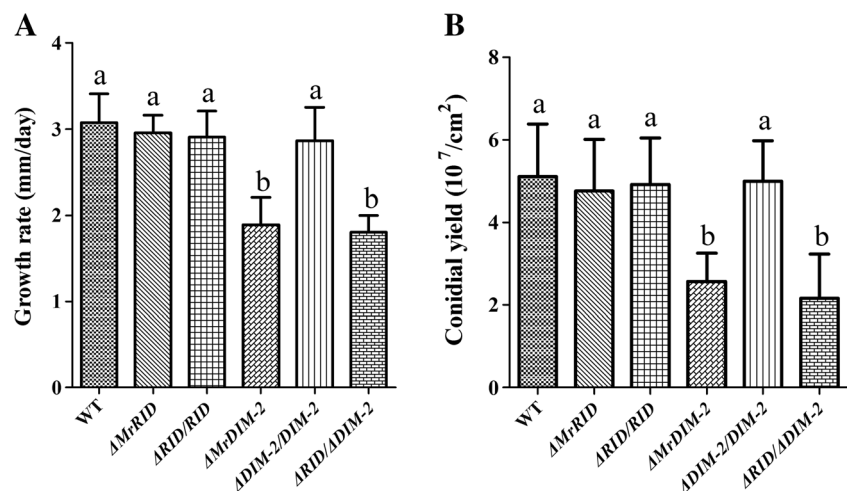 A
Growth rate (mm/day)
4
3
2
1
0
a
a
a
b
a
b
WT
ΔMrRID
ΔRID/RID
ΔMrDIM-2
ΔDIM-2/DIM-2
ΔRID/ΔDIM-2
B
Conidial yield (10⁷/cm²)
8
6
4
2
0
a
a
a
b
a
b
WT
ΔMrRID
ΔRID/RID
ΔMrDIM-2
ΔDIM-2/DIM-2
ΔRID/ΔDIM-2